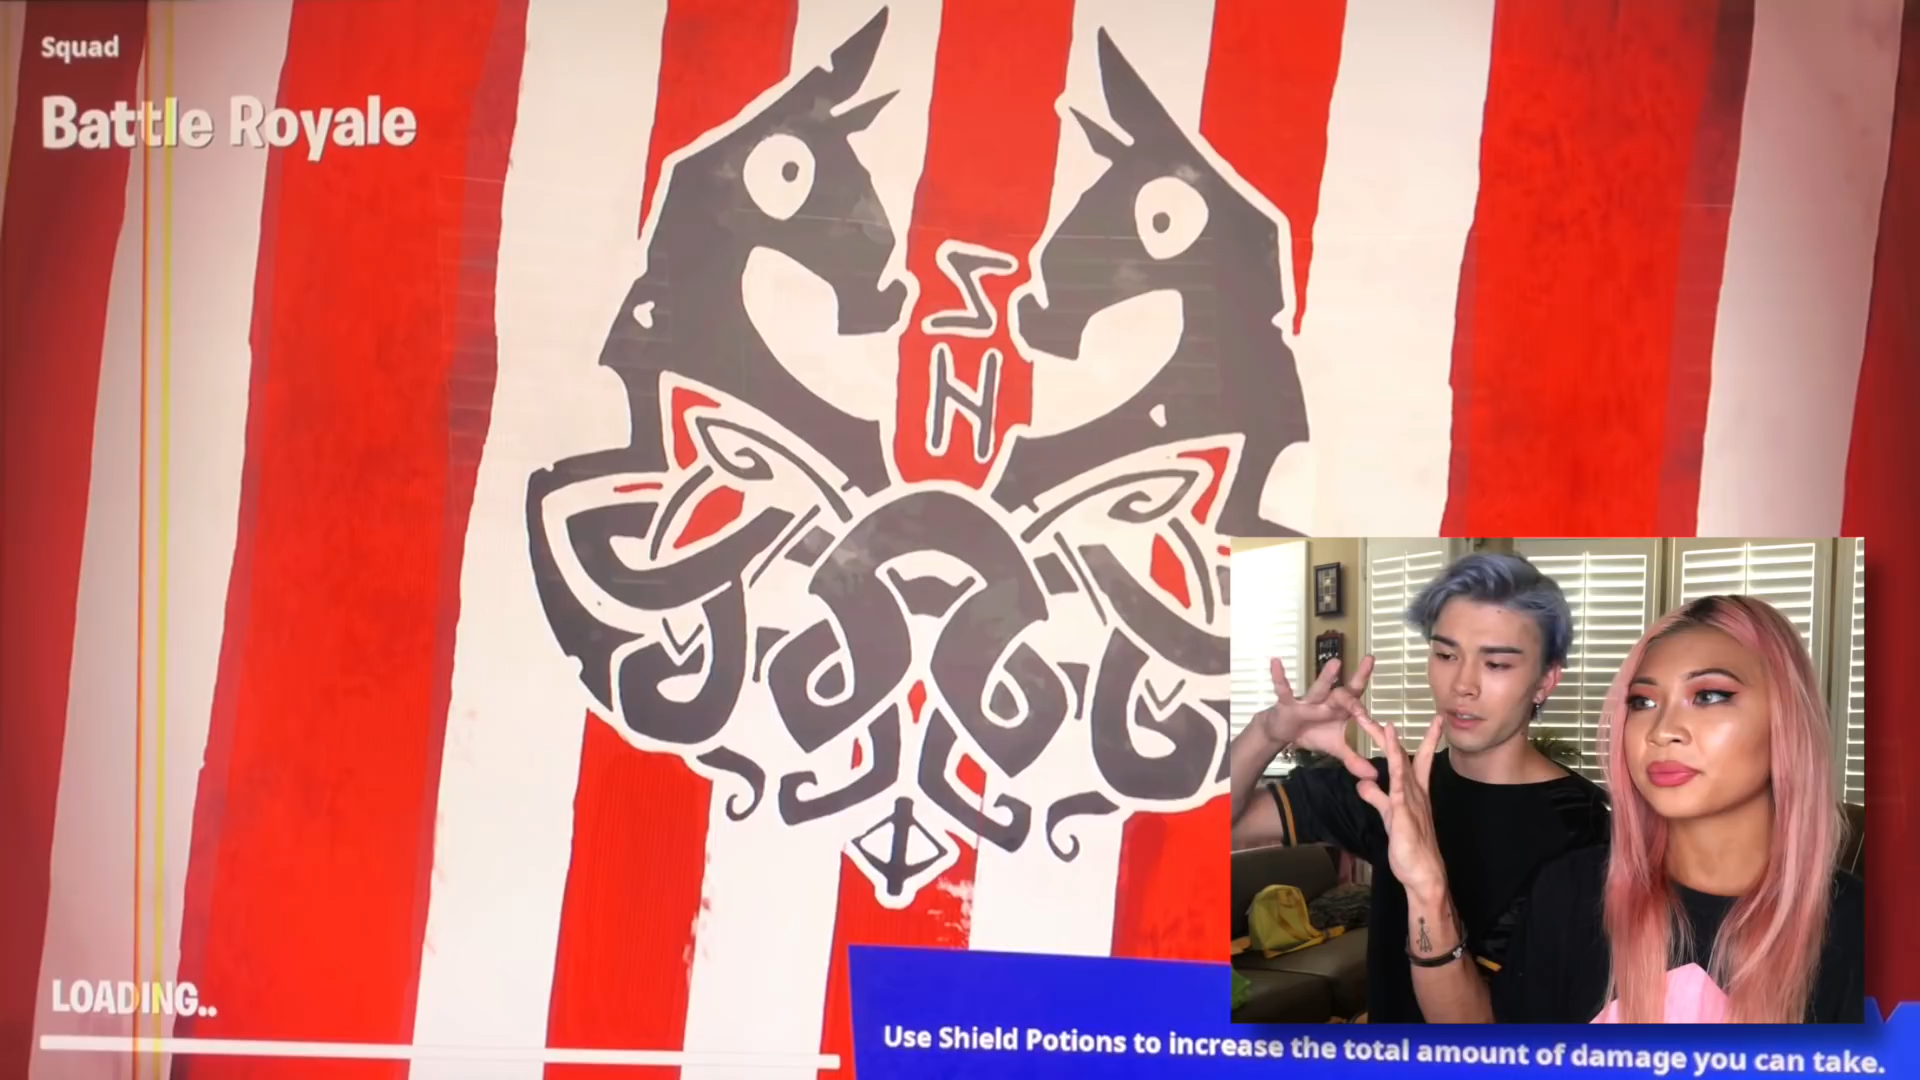 Squad
Battle Royale
LOADING..
Use Shield Potions to increase the total amount of damage you can take.